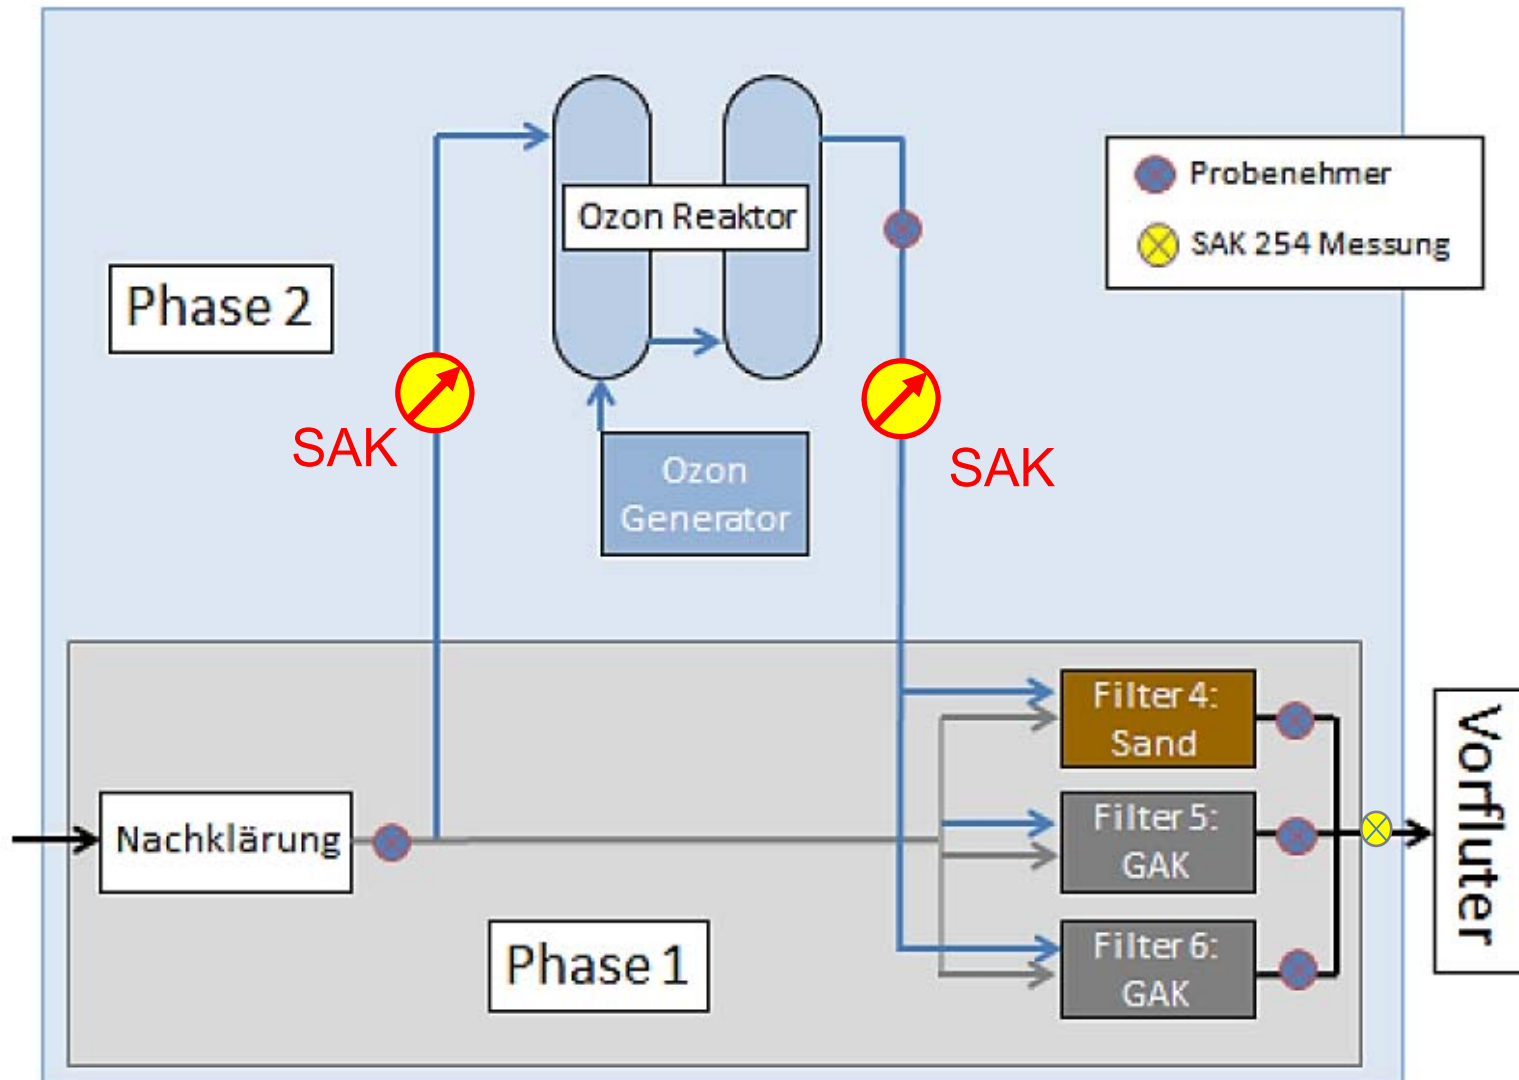 Ozon Reaktor
Probenehmer
SAK 254 Messung
Phase 2
SAK
SAK
Ozon
Generator
Filter 4:
Sand
Nachklärung
Filter 5:
GAK
Vorfluter
Phase 1
Filter 6:
GAK